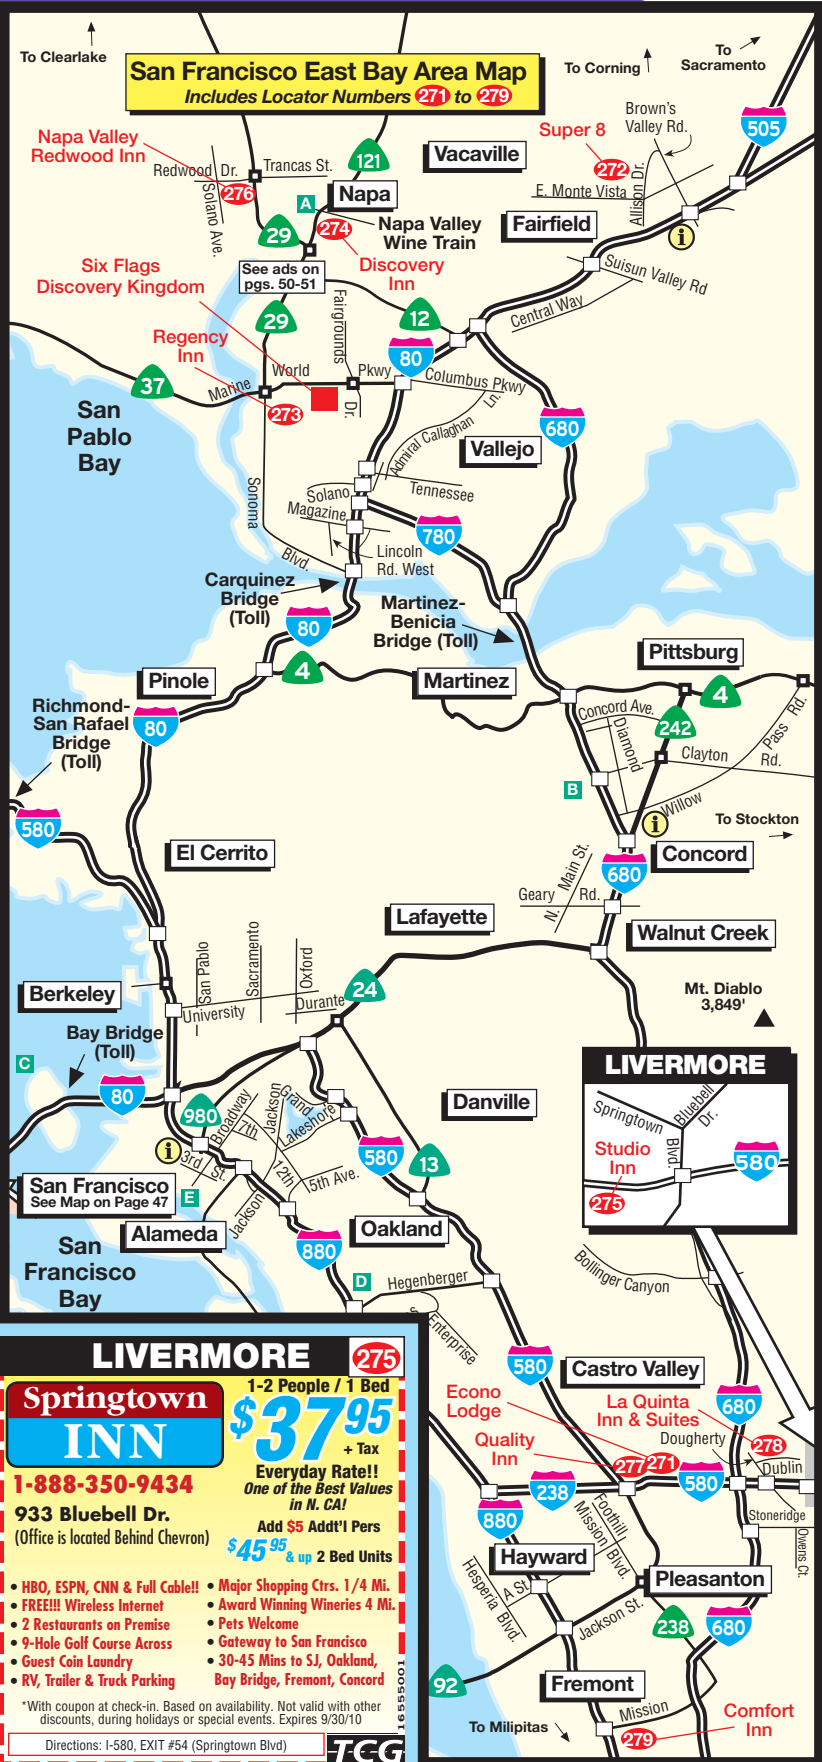 To Clearlake
San Francisco East Bay Area Map
Includes Locator Numbers 271 to 279
To Corning
To
Sacramento
Brown's
Valley Rd.
505
Super 8
272
E. Monte Vista
Allison Dr.
Napa Valley
Redwood Inn
Redwood Dr.
Trancas St.
121
Vacaville
276
Solano Ave.
A
Napa
274
Napa Valley
Wine Train
Fairfield
i
29
Discovery
Inn
See ads on
pgs. 50-51
Suisun Valley Rd
Six Flags
Discovery Kingdom
Central Way
29
Fairgrounds
Dr.
12
80
Regency
Inn
37
Marine
World
Pkwy
Columbus Pkwy
273
San
Pablo
Bay
Admiral Callaghan
Ln.
680
Vallejo
Solano
Tennessee
Magazine
Sonoma
Blvd.
780
Lincoln
Rd. West
Carquinez
Bridge
(Toll)
80
Martinez-
Benicia
Bridge (Toll)
Pittsburg
4
Pinole
Martinez
4
Richmond-
San Rafael
Bridge
(Toll)
80
Concord Ave.
242
Diamond
Clayton
Rd.
Pass
Rd.
Willow
B
580
i
To Stockton
El Cerrito
Concord
680
N.
Main St.
Geary
Rd.
Lafayette
Walnut Creek
San Pablo
Sacramento
Oxford
Berkeley
24
University
Durante
Mt. Diablo
3,849'
Bay Bridge
(Toll)
C
80
LIVERMORE
Springtown
Blvd.
Bluebell
Dr.
Studio
Inn
275
580
Danville
980
Broadway
7th
Jackson
Grand
Lakeshore
580
13
i
3rd
St.
12th
5th Ave.
E
San Francisco
See Map on Page 47
Alameda
Jackson
Oakland
San
Francisco
Bay
880
D
Hegenberger
Bollinger Canyon
S. Enterprise
580
Castro Valley
680
Econo
Lodge
La Quinta
Inn & Suites
Quality
Inn
Dougherty
278
277
271
Dublin
238
580
880
Stoneridge
Owens Ct.
Foothill
Mission Blvd.
Hayward
Hesperia Blvd.
A St.
Pleasanton
Jackson St.
238
680
92
Fremont
Mission
To Milipitas
279
Comfort
Inn
LIVERMORE
275
Springtown
INN
1-888-350-9434
933 Bluebell Dr.
(Office is located Behind Chevron)
1-2 People / 1 Bed
$37 95
+ Tax
Everyday Rate!!
One of the Best Values
in N. CA!
Add $5 Addt'l Pers
$45 95 & up 2 Bed Units
• HBO, ESPN, CNN & Full Cable!!
• FREE!!! Wireless Internet
• 2 Restaurants on Premise
• 9-Hole Golf Course Across
• Guest Coin Laundry
• RV, Trailer & Truck Parking
• Major Shopping Ctrs. 1/4 Mi.
• Award Winning Wineries 4 Mi.
• Pets Welcome
• Gateway to San Francisco
• 30-45 Mins to SJ, Oakland,
Bay Bridge, Fremont, Concord
*With coupon at check-in. Based on availability. Not valid with other
discounts, during holidays or special events. Expires 9/30/10
Directions: I-580, EXIT #54 (Springtown Blvd)
TCG
16555001